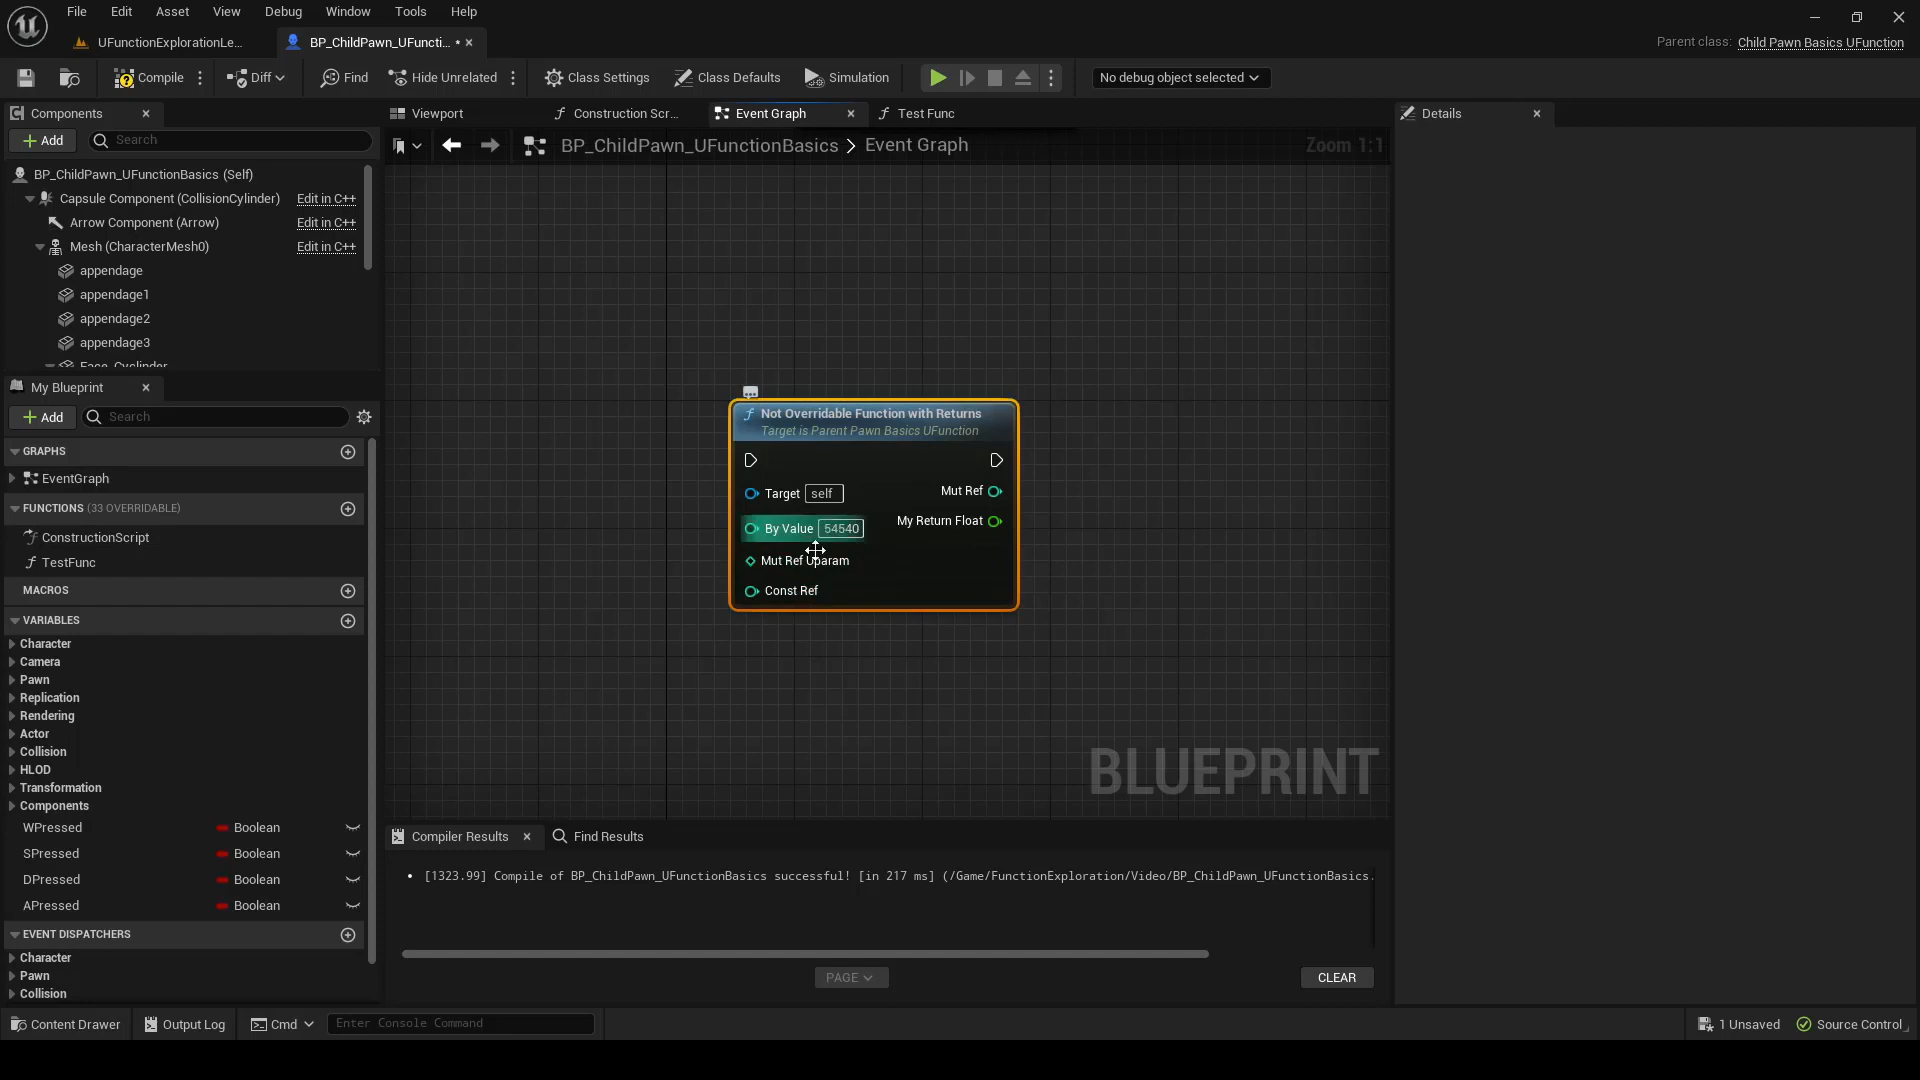 File Edit Asset View Debug Window Tools Help
UFunctionExplorationLe...
BP_ChildPawn_UFuncti... *
Parent class: Child Pawn Basics UFunction
Compile
Diff
Find
Hide Unrelated
Class Settings
Class Defaults
Simulation
No debug object selected
Components
Add
Search
BP_ChildPawn_UFunctionBasics (Self)
Capsule Component (CollisionCylinder) Edit in C++
Arrow Component (Arrow) Edit in C++
Mesh (CharacterMesh0) Edit in C++
appendage
appendage1
appendage2
appendage3
Face_Cyclinder
My Blueprint
Add
Search
GRAPHS
EventGraph
FUNCTIONS (33 OVERRIDABLE)
ConstructionScript
TestFunc
MACROS
VARIABLES
Character
Camera
Pawn
Replication
Rendering
Actor
Collision
HLOD
Transformation
Components
WPressed Boolean
SPressed Boolean
DPressed Boolean
APressed Boolean
EVENT DISPATCHERS
Character
Pawn
Collision
Viewport
Construction Scr...
Event Graph
Test Func
BP_ChildPawn_UFunctionBasics > Event Graph
Zoom 1:1
Not Overridable Function with Returns
Target is Parent Pawn Basics UFunction
Target self
Mut Ref
By Value 54540
My Return Float
Mut Ref Uparam
Const Ref
BLUEPRINT
Compiler Results
Find Results
• [1323.99] Compile of BP_ChildPawn_UFunctionBasics successful! [in 217 ms] (/Game/FunctionExploration/Video/BP_ChildPawn_UFunctionBasics.
PAGE
CLEAR
Details
Content Drawer
Output Log
Cmd
Enter Console Command
1 Unsaved
Source Control